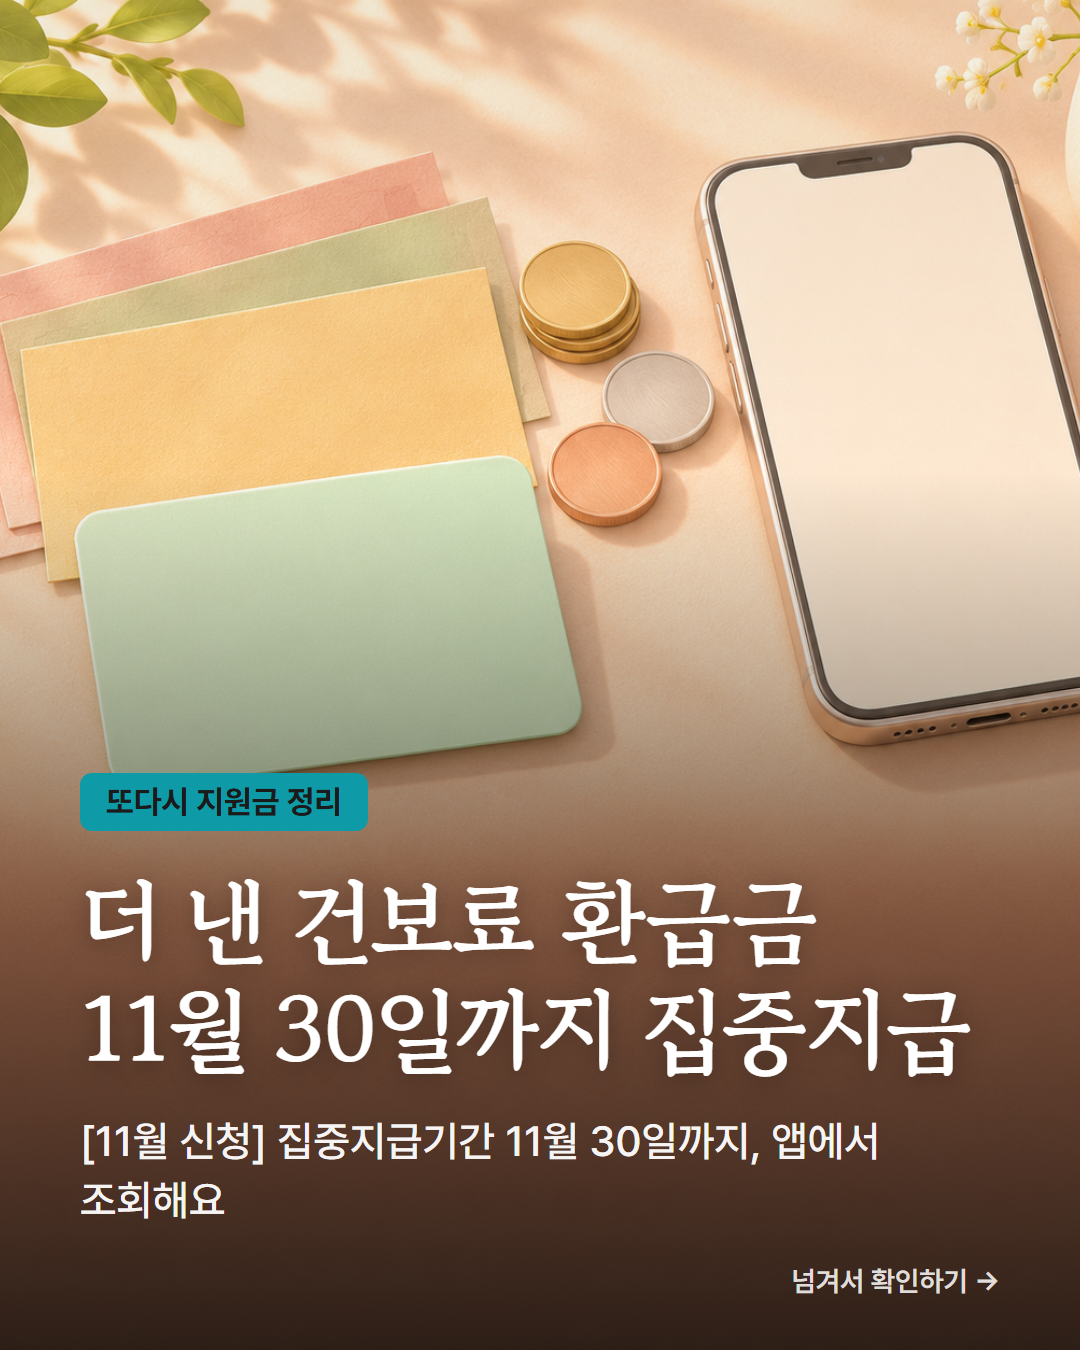 또다시 지원금 정리
더 낸 건보료 환급금
11월 30일까지 집중지급
[11월 신청] 집중지급기간 11월 30일까지, 앱에서
조회해요
넘겨서 확인하기 →